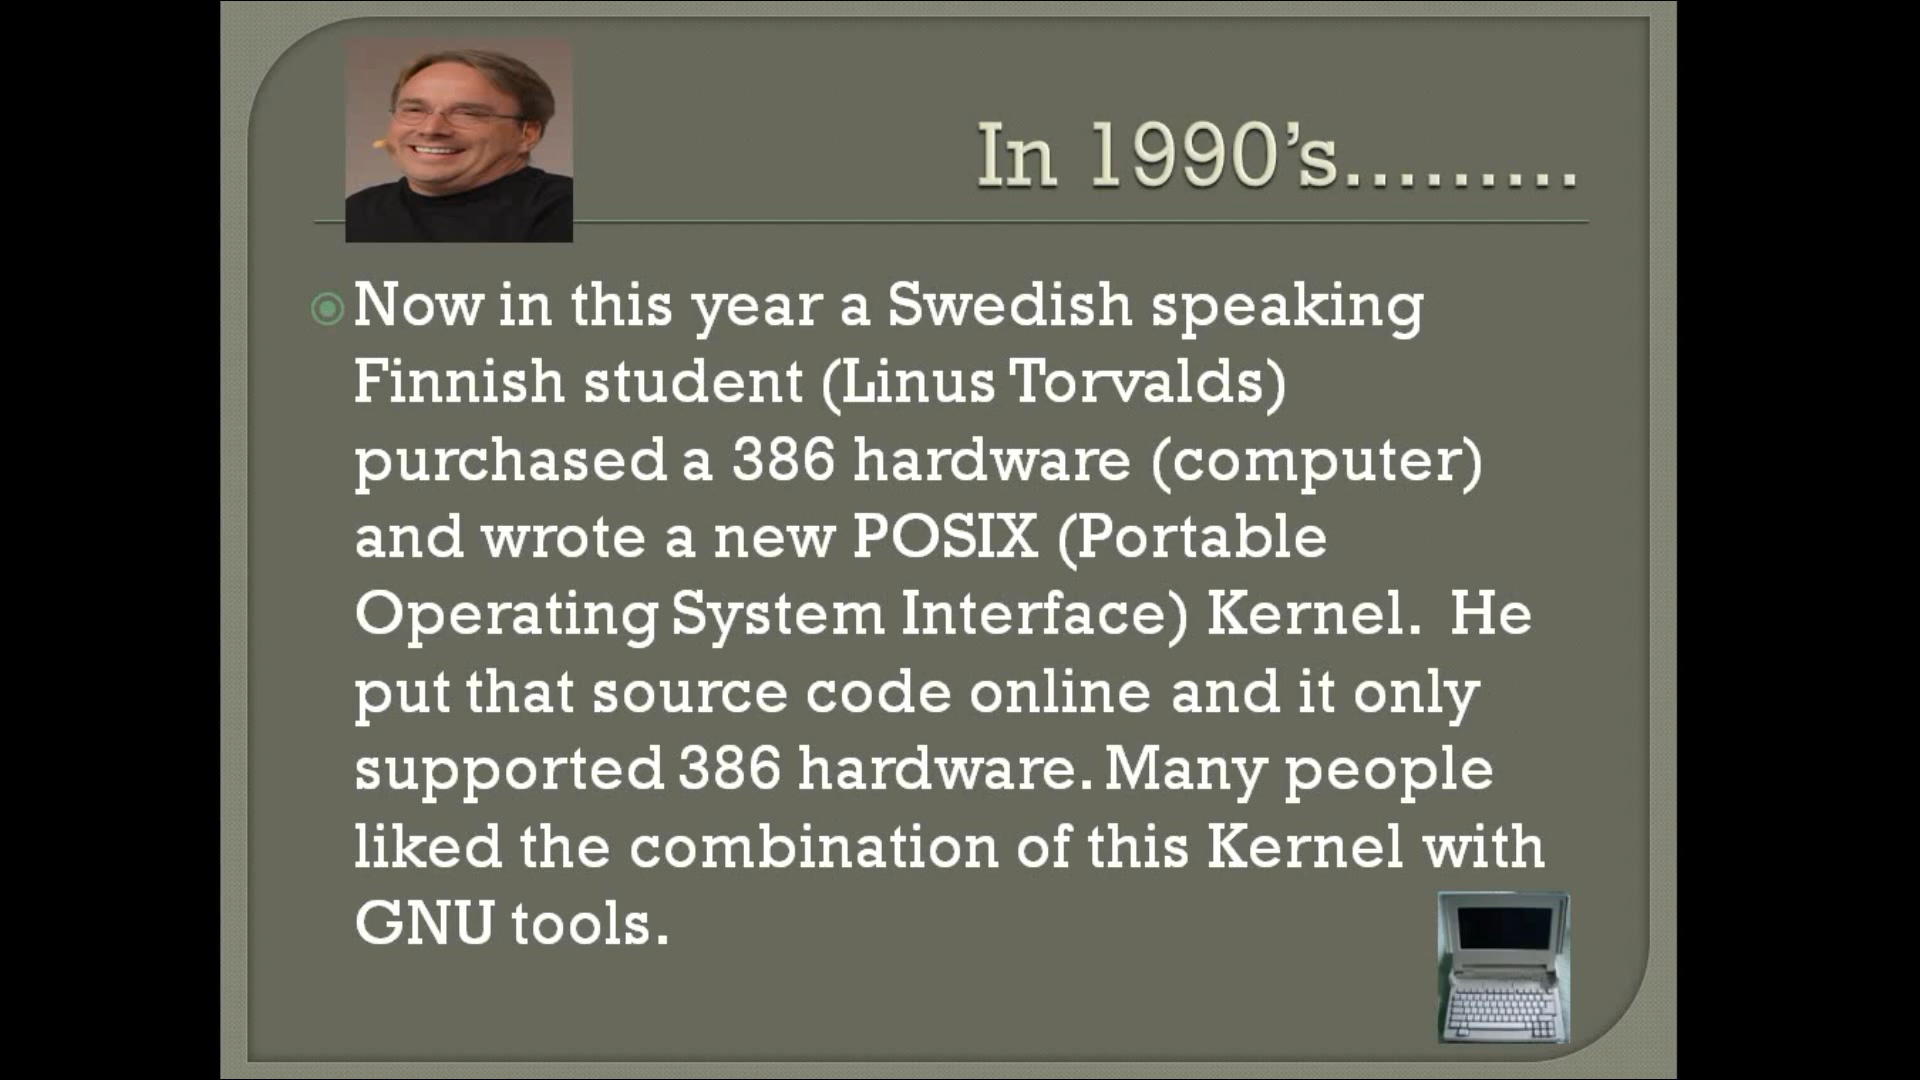 In 1990’s.........
Now in this year a Swedish speaking
Finnish student (Linus Torvalds)
purchased a 386 hardware (computer)
and wrote a new POSIX (Portable
Operating System Interface) Kernel.  He
put that source code online and it only
supported 386 hardware. Many people
liked the combination of this Kernel with
GNU tools.